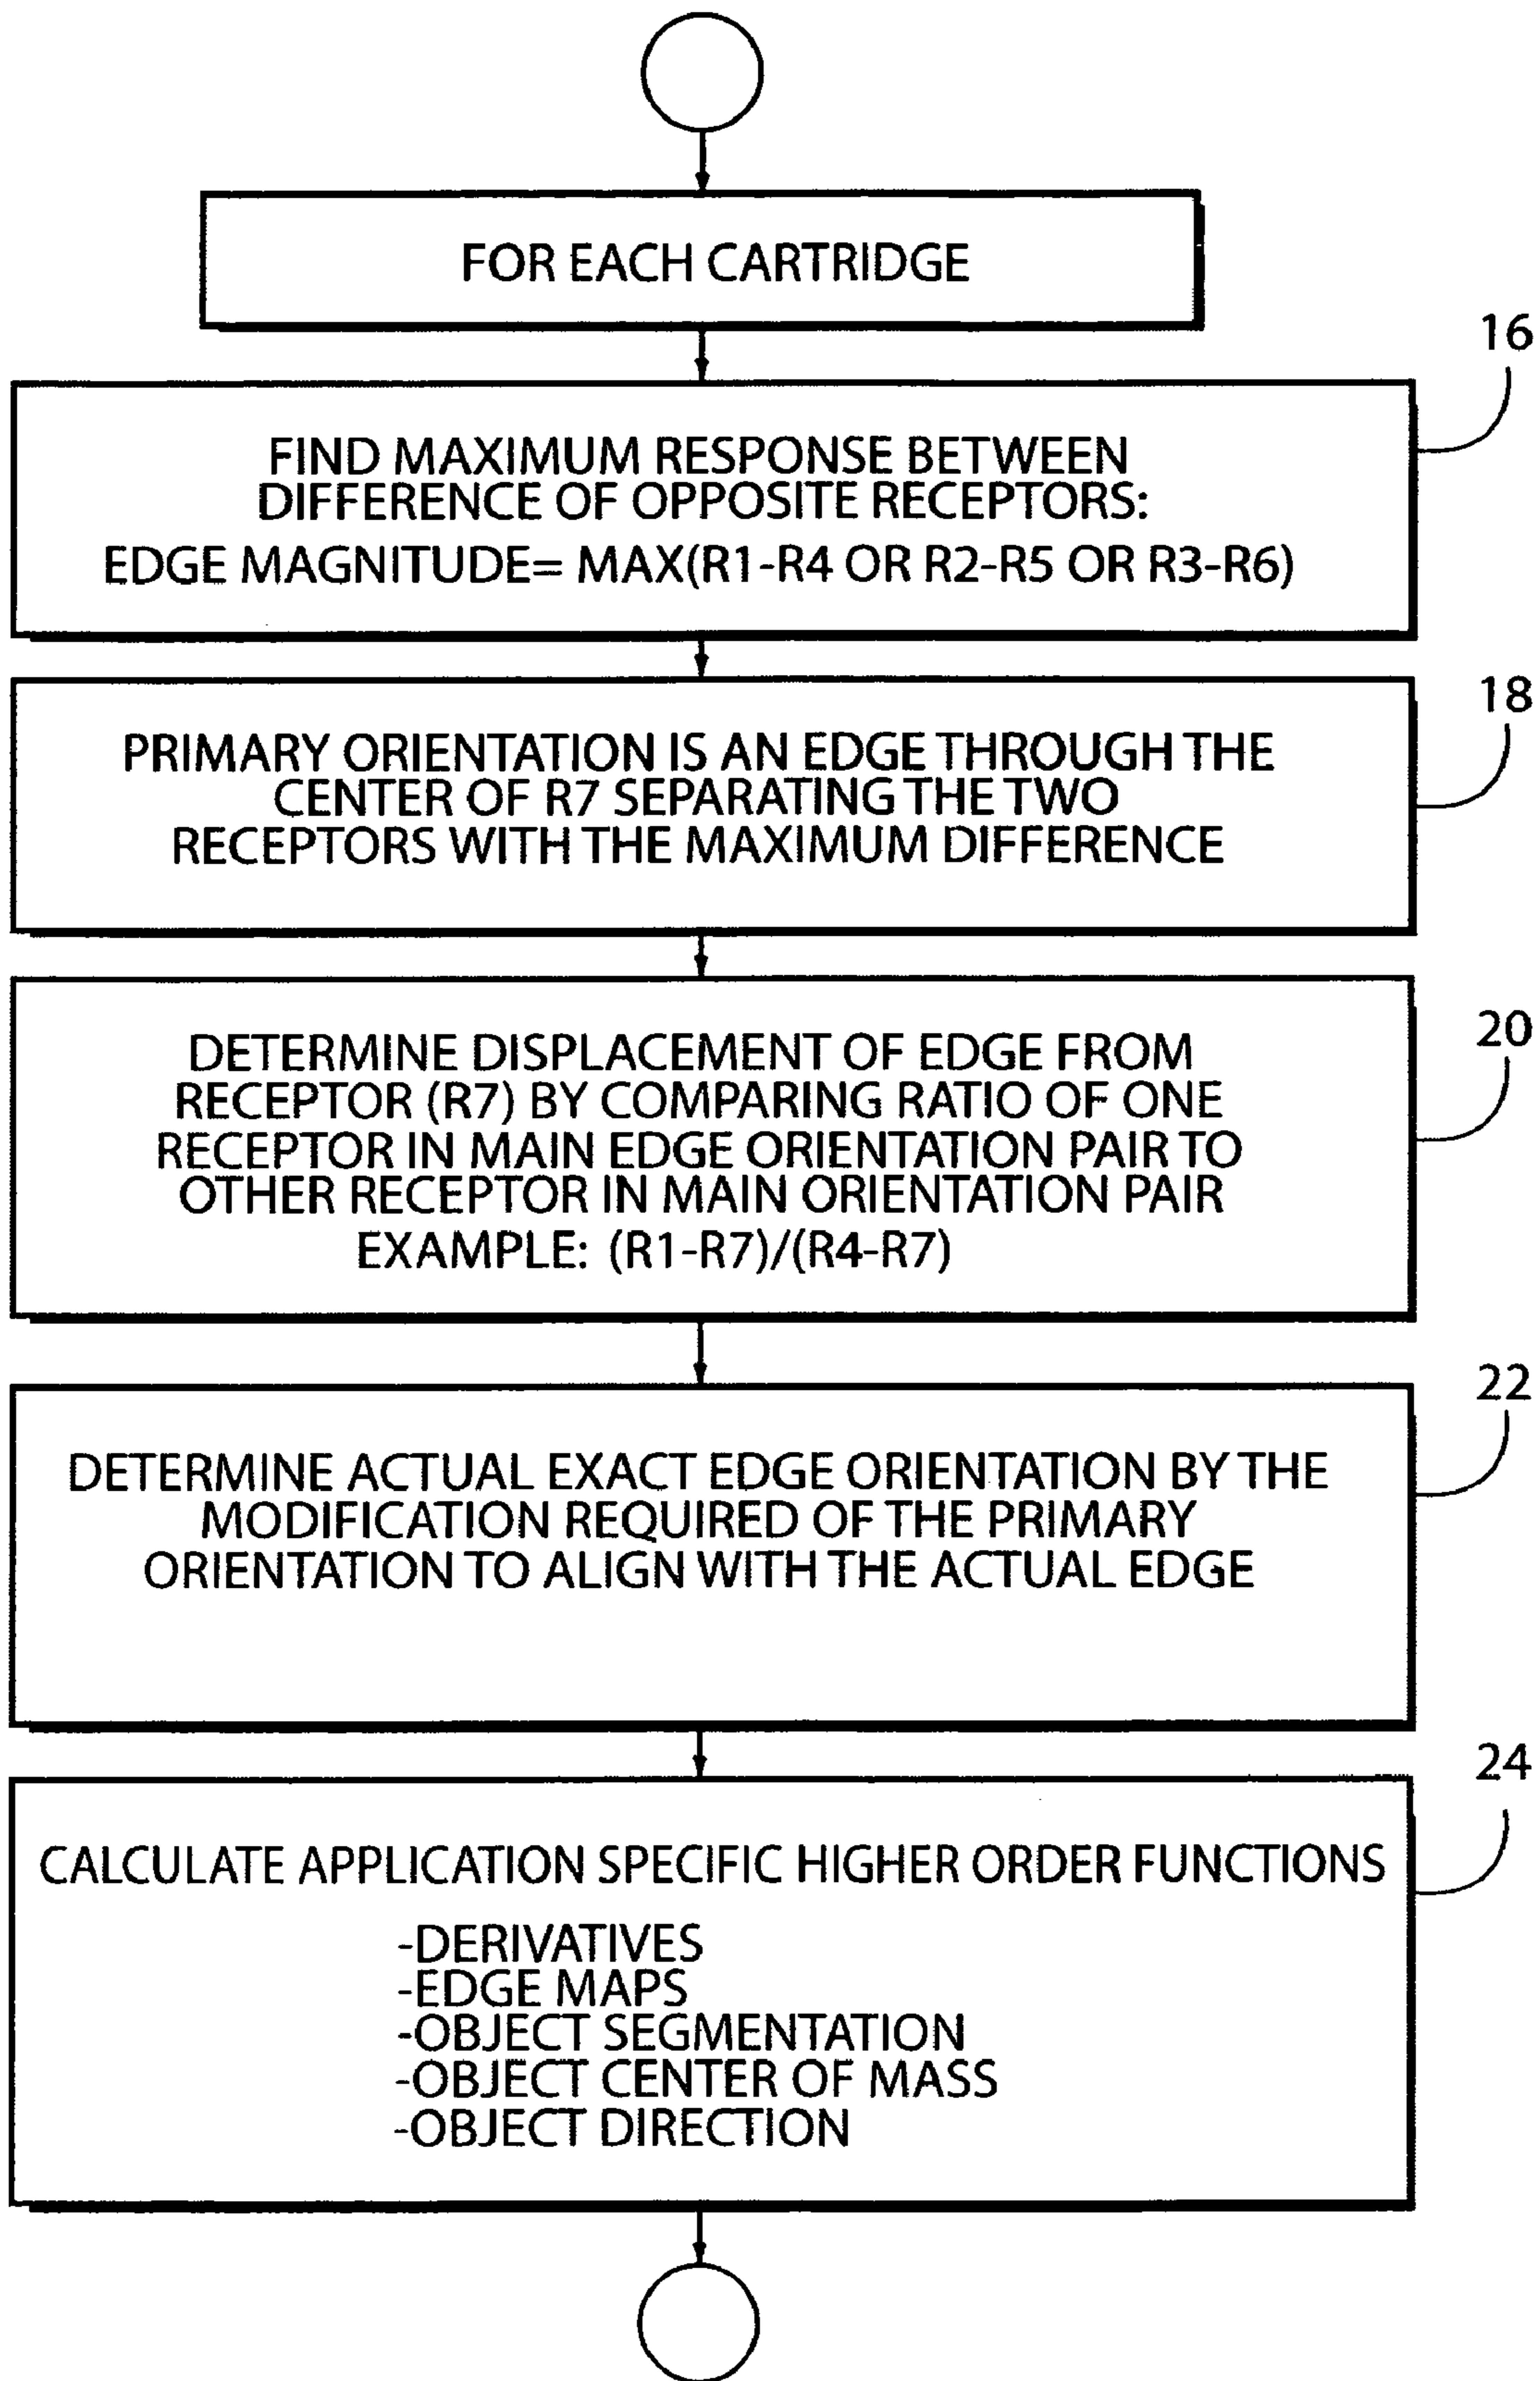 FOR EACH CARTRIDGE
16
FIND MAXIMUM RESPONSE BETWEEN
DIFFERENCE OF OPPOSITE RECEPTORS:
EDGE MAGNITUDE= MAX(R1-R4 OR R2-R5 OR R3-R6)
18
PRIMARY ORIENTATION IS AN EDGE THROUGH THE
CENTER OF R7 SEPARATING THE TWO
RECEPTORS WITH THE MAXIMUM DIFFERENCE
20
DETERMINE DISPLACEMENT OF EDGE FROM
RECEPTOR (R7) BY COMPARING RATIO OF ONE
RECEPTOR IN MAIN EDGE ORIENTATION PAIR TO
OTHER RECEPTOR IN MAIN ORIENTATION PAIR
EXAMPLE: (R1-R7)/(R4-R7)
22
DETERMINE ACTUAL EXACT EDGE ORIENTATION BY THE
MODIFICATION REQUIRED OF THE PRIMARY
ORIENTATION TO ALIGN WITH THE ACTUAL EDGE
24
CALCULATE APPLICATION SPECIFIC HIGHER ORDER FUNCTIONS
-DERIVATIVES
-EDGE MAPS
-OBJECT SEGMENTATION
-OBJECT CENTER OF MASS
-OBJECT DIRECTION